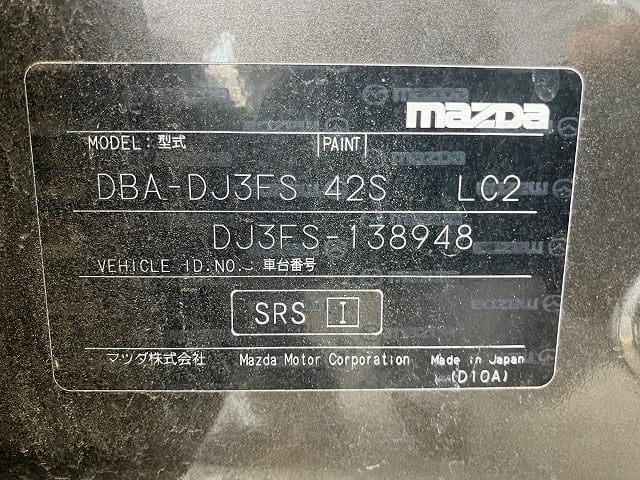 mazda
MODEL:型式 PAINT
DBA-DJ3FS 42S LC2
DJ3FS-138948
VEHICLE ID.NO. 車台番号
SRS I
マツダ株式会社 Mazda Motor Corporation Made in Japan
(D10A)